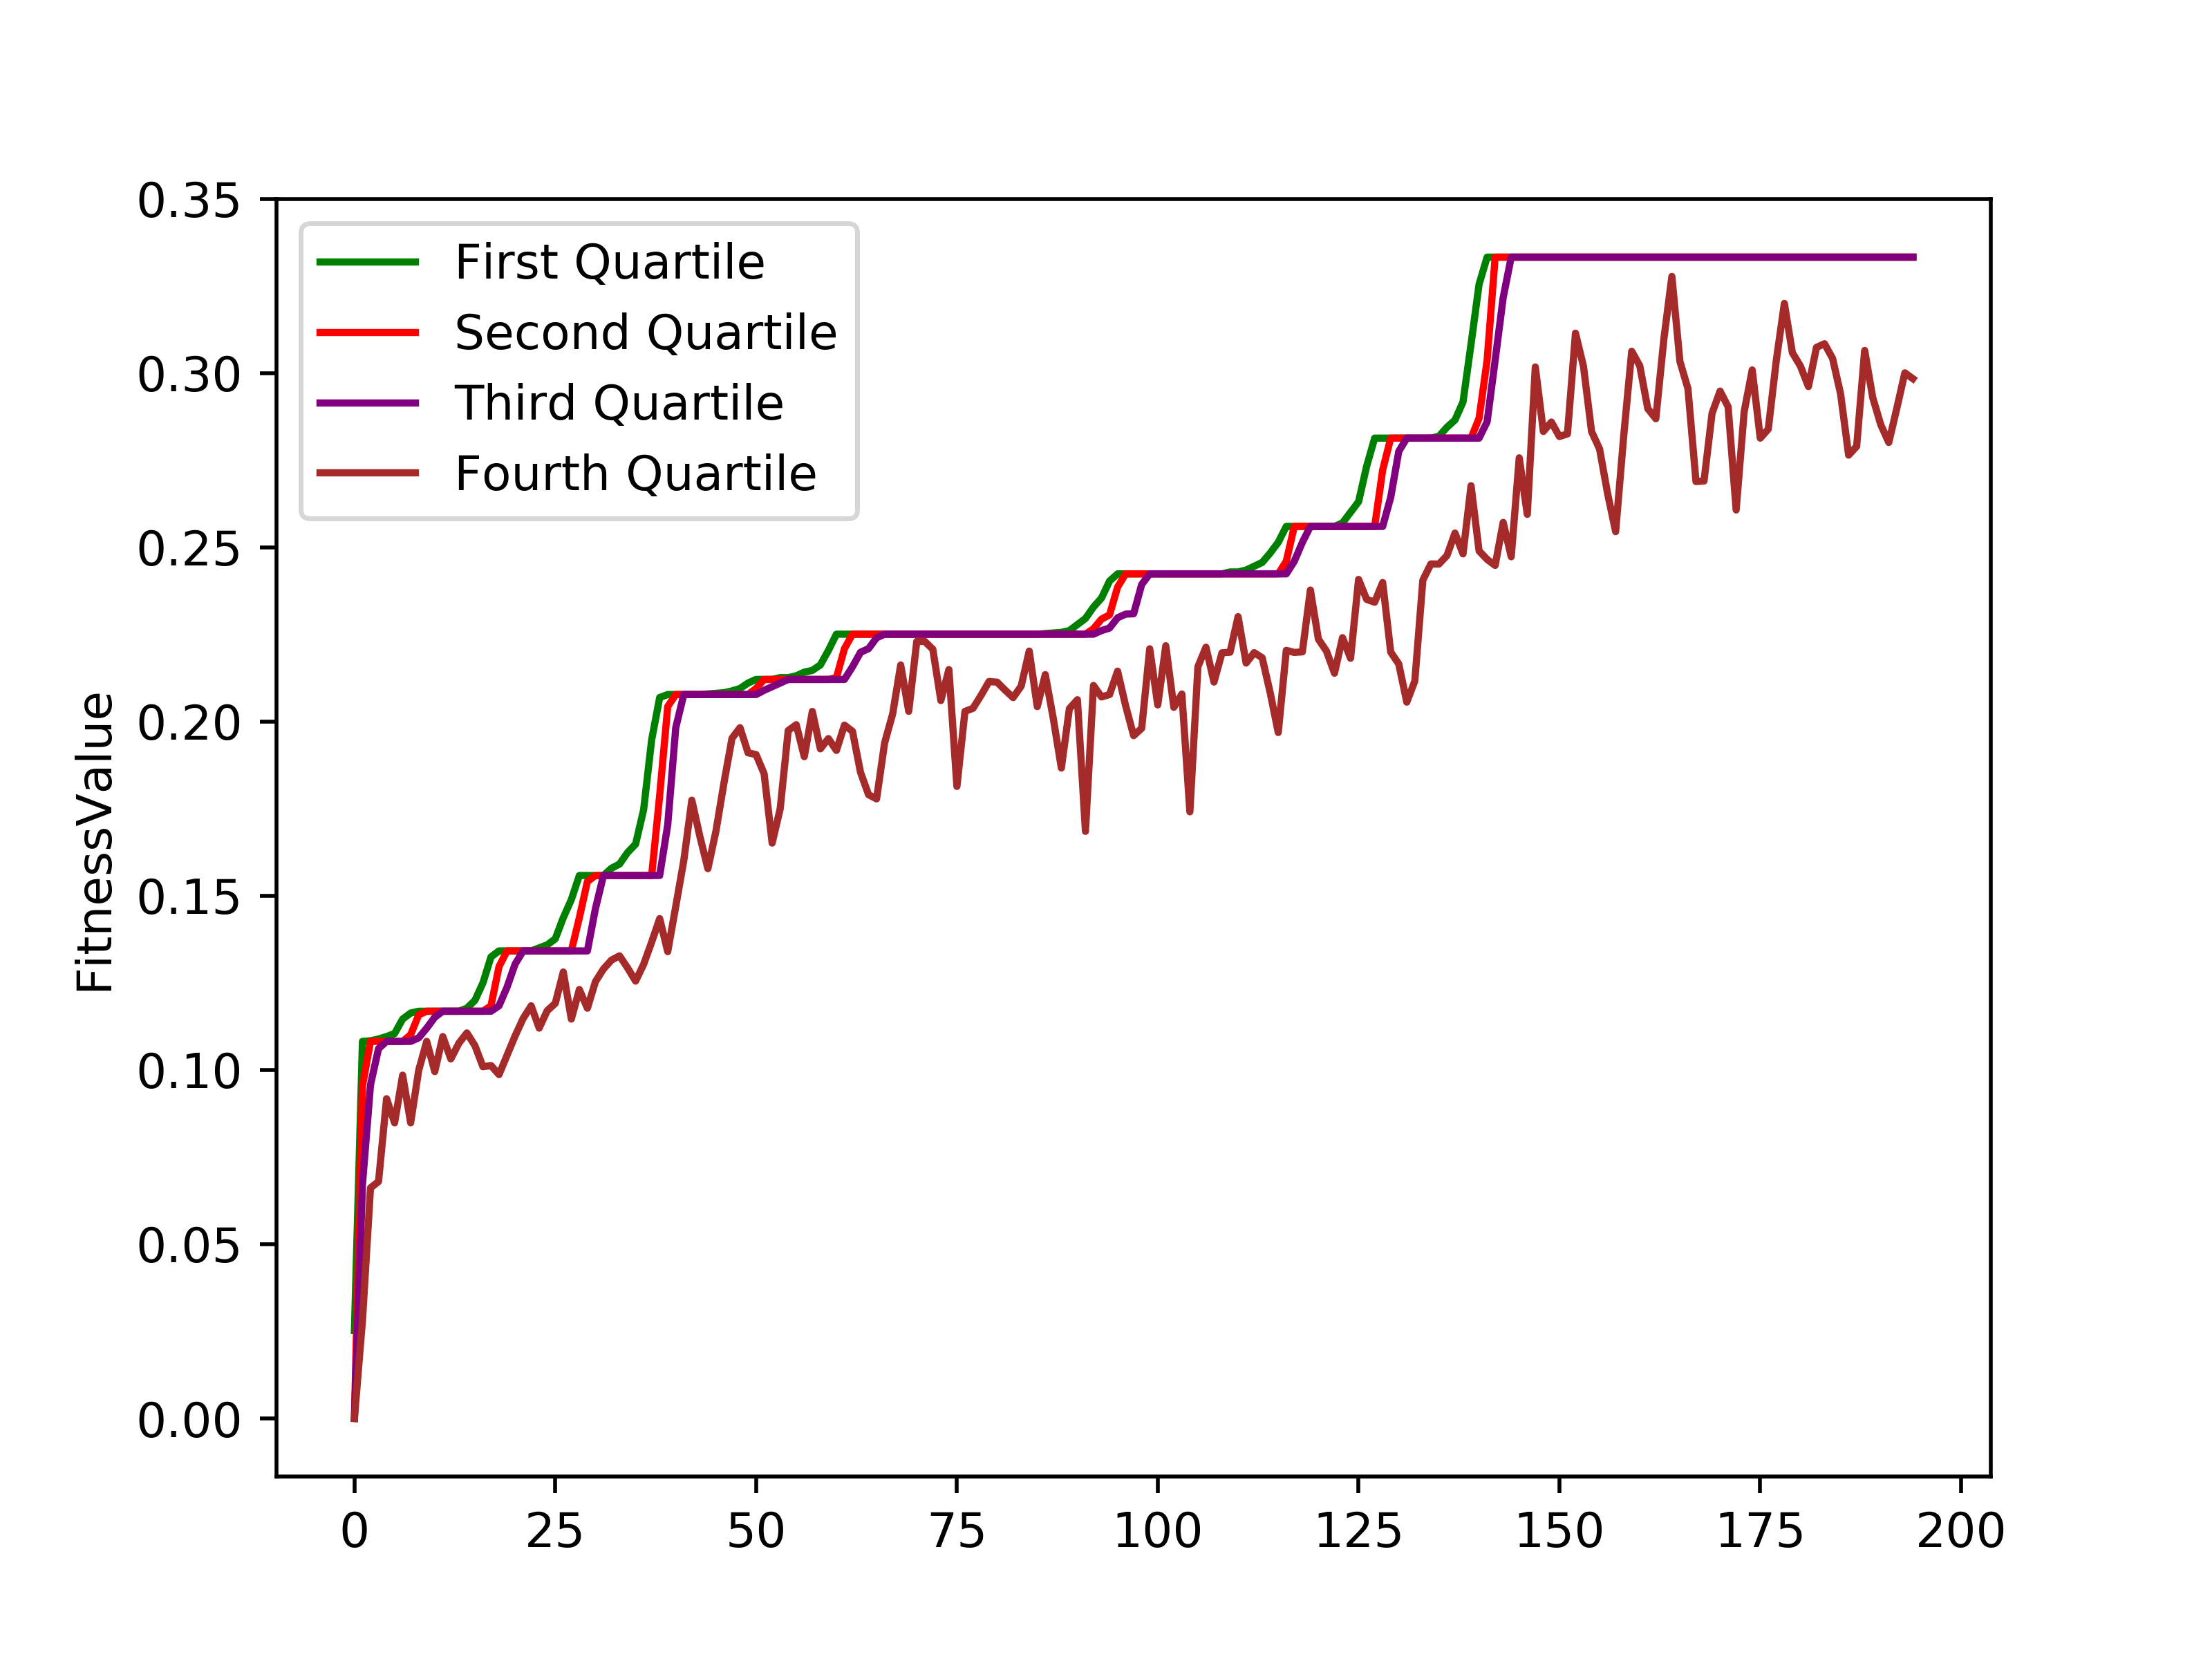 0.35
0.30
0.25
0.20
0.15
0.10
0.05
0.00
FitnessValue
First Quartile
Second Quartile
Third Quartile
Fourth Quartile
0 25 50 75 100 125 150 175 200